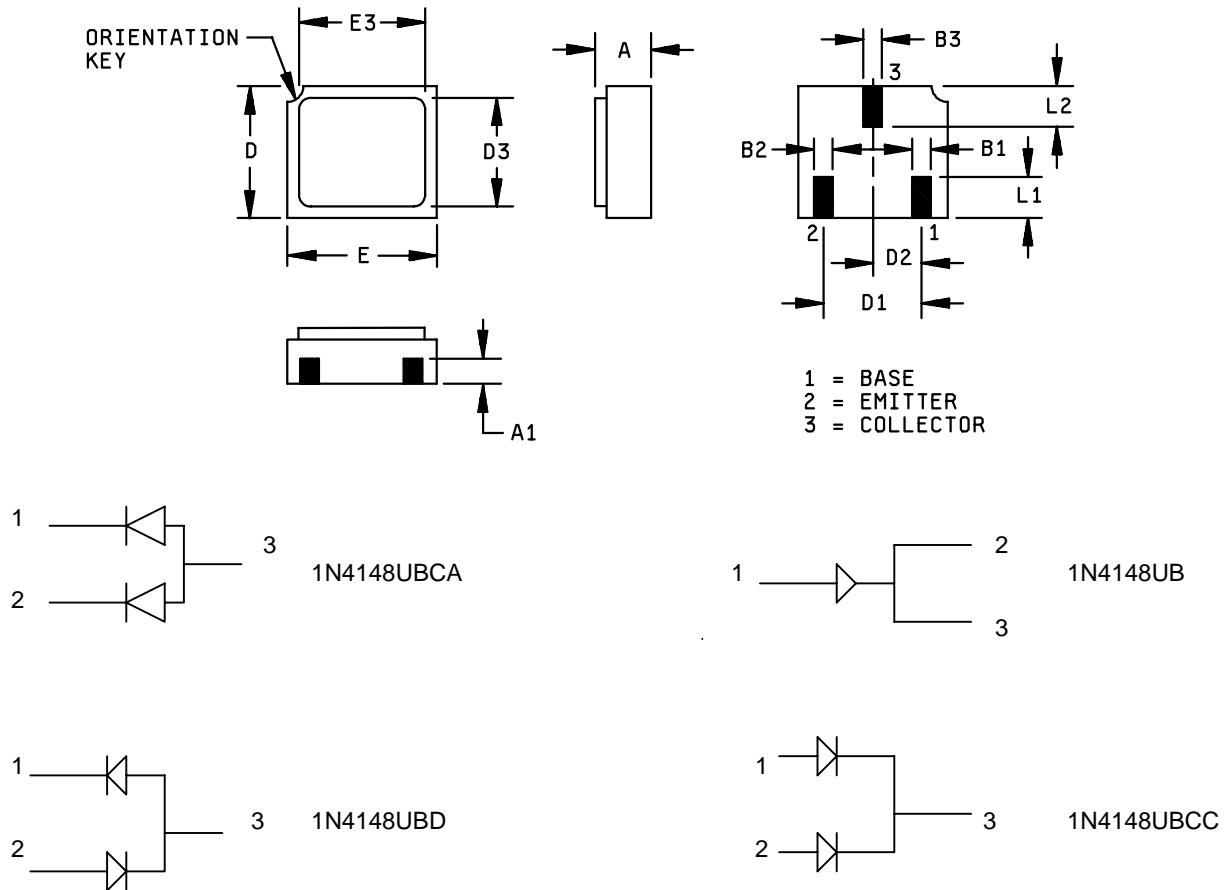 ORIENTATION
KEY
E3
D
D3
E
A
B3
3
L2
B2
B1
L1
2
1
D2
D1
A1
1 = BASE
2 = EMITTER
3 = COLLECTOR
1
2
3
1N4148UBCA
1
2
3
1N4148UB
1
2
3
1N4148UBD
1
2
3
1N4148UBCC